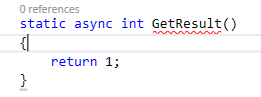 0 references
static async int GetResult()
{
    return 1;
}